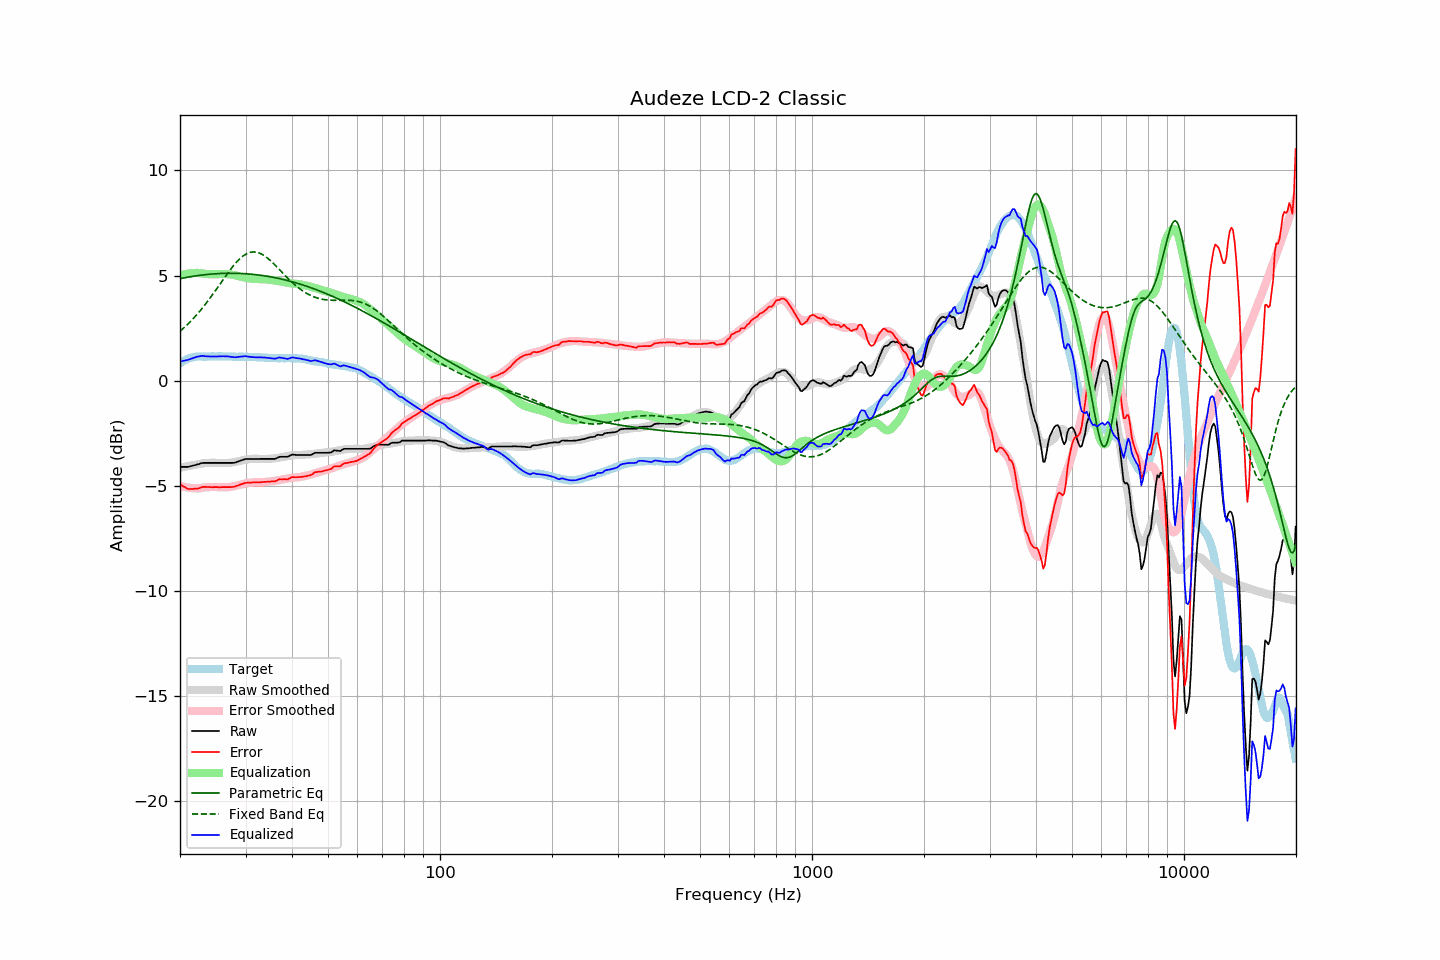 Audeze LCD-2 Classic
Amplitude (dBr)
10
5
0
−5
−10
−15
−20
Target
Raw Smoothed
Error Smoothed
Raw
Error
Equalization
Parametric Eq
Fixed Band Eq
Equalized
100
1000
10000
Frequency (Hz)